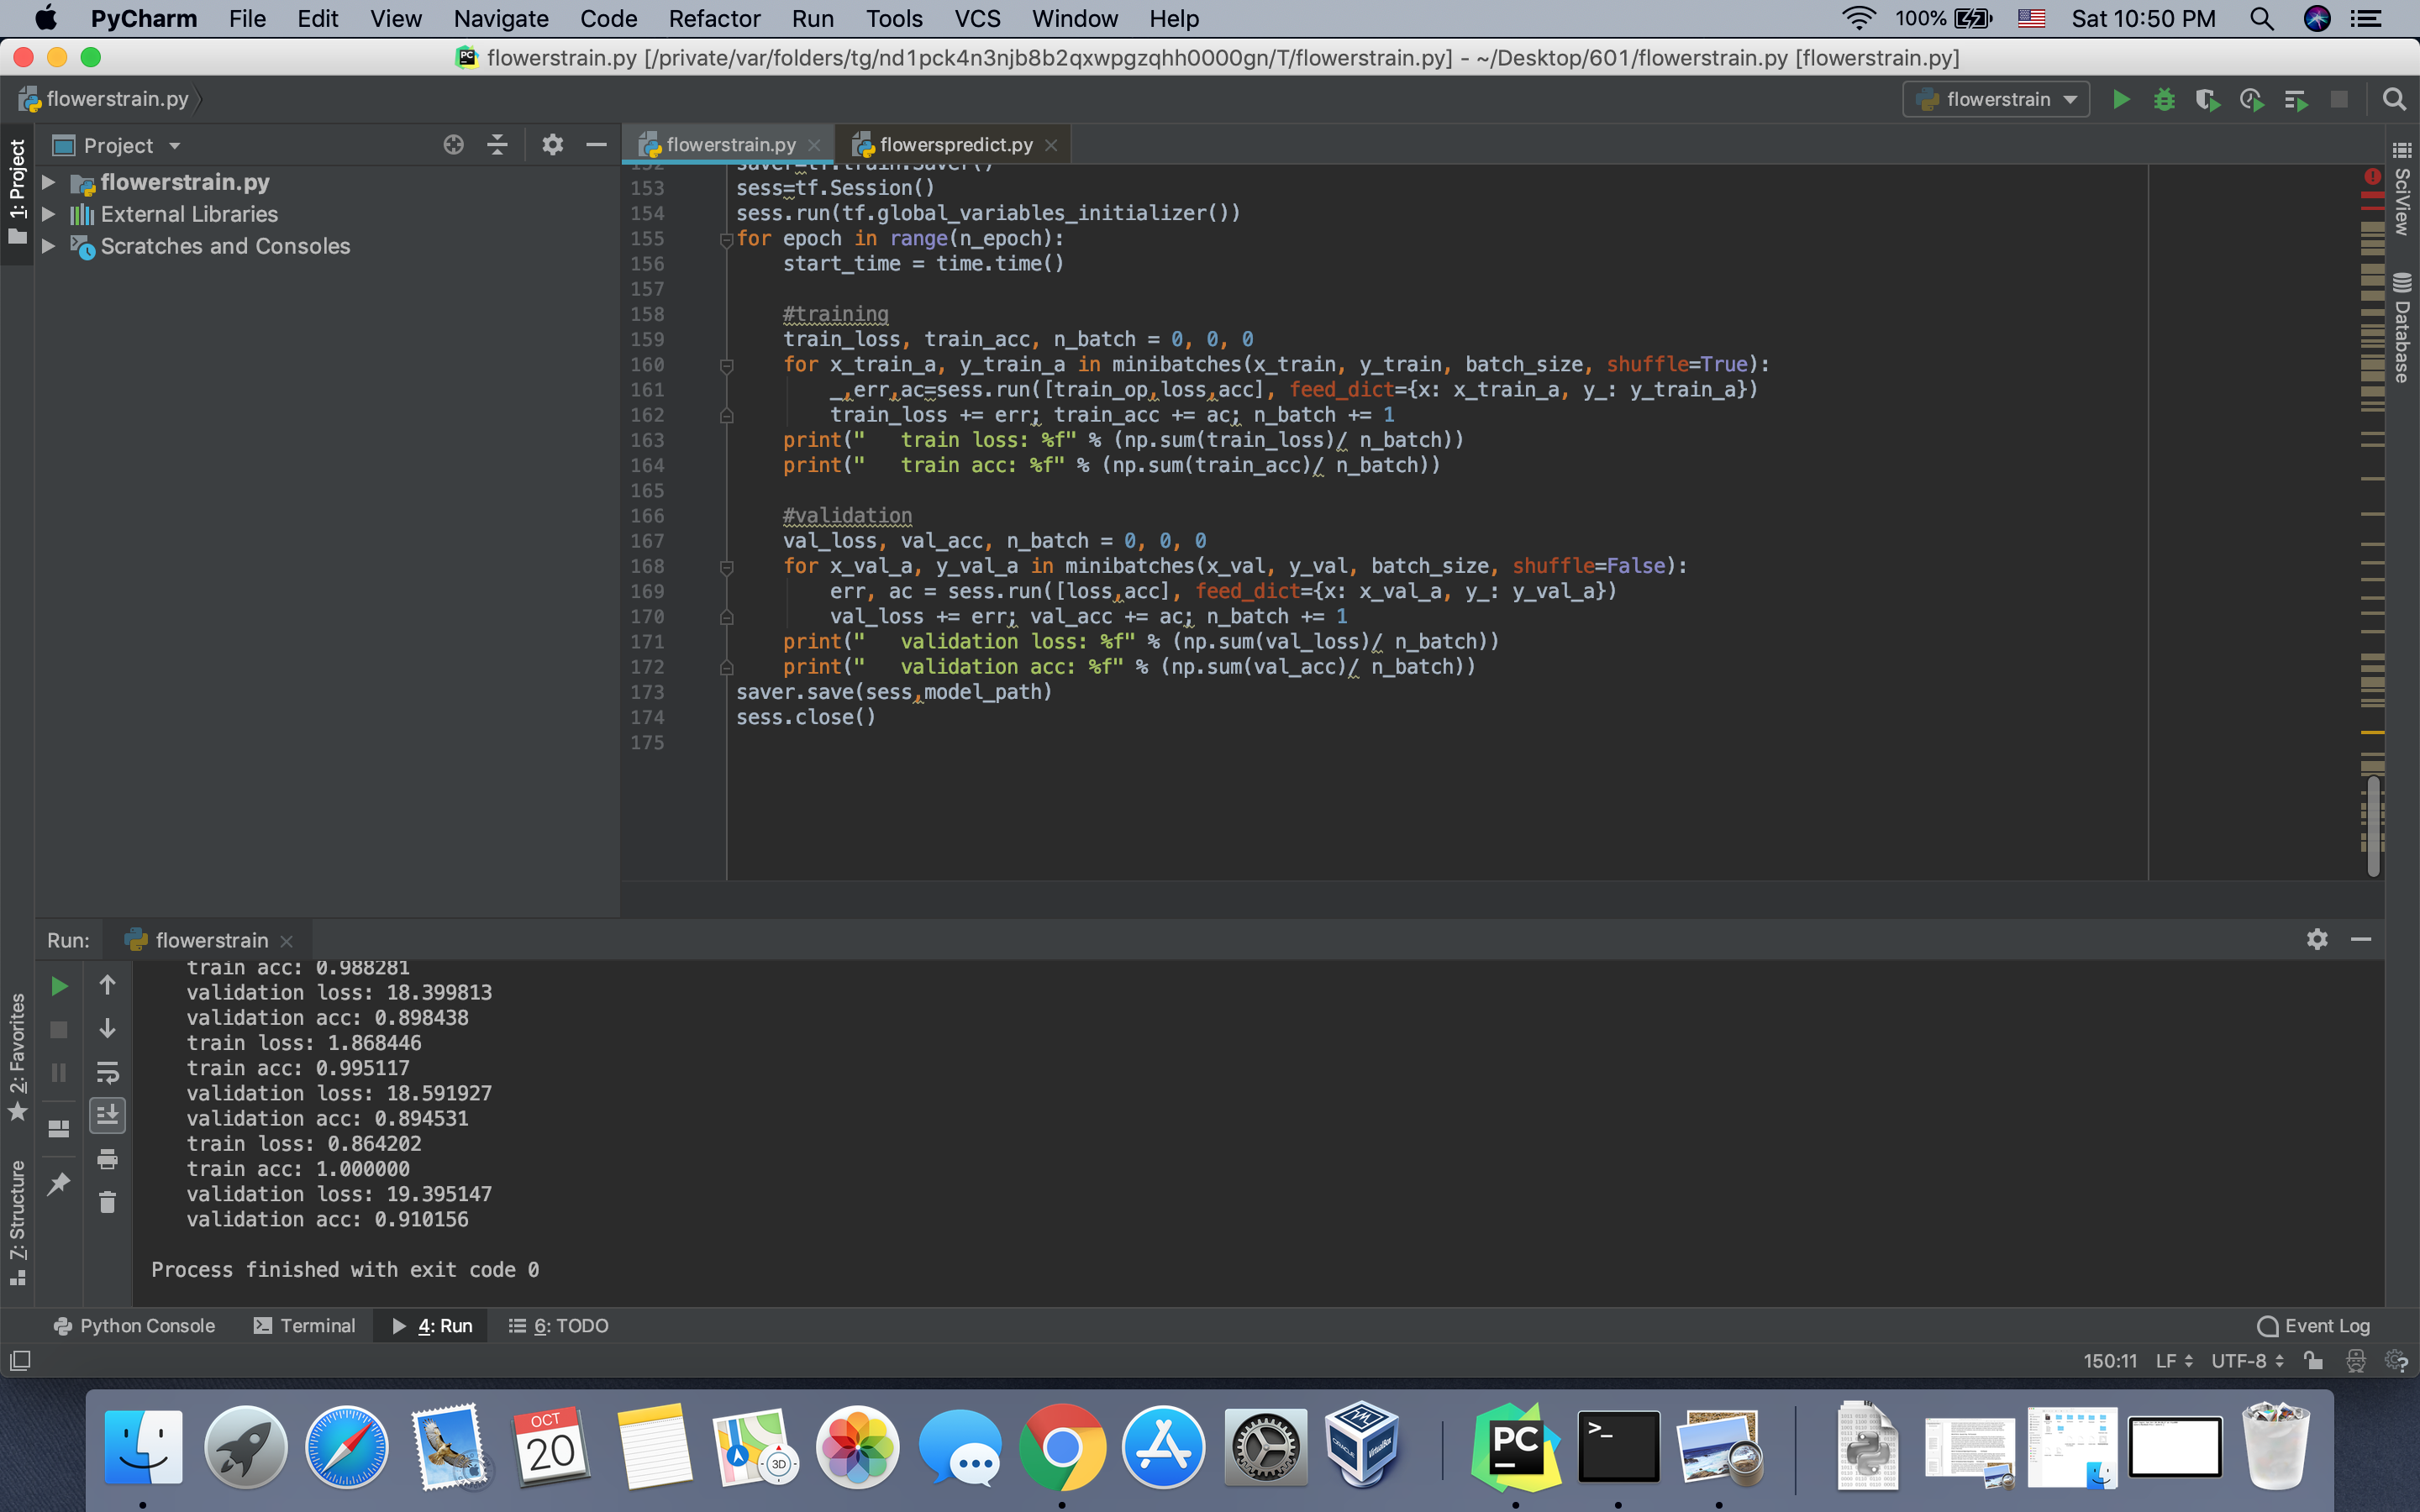 PyCharm File Edit View Navigate Code Refactor Run Tools VCS Window Help 100% Sat 10:50 PM
flowerstrain.py [/private/var/folders/tg/nd1pck4n3njb8b2qxwpgzqhh0000gn/T/flowerstrain.py] - ~/Desktop/601/flowerstrain.py [flowerstrain.py]
flowerstrain.py flowerstrain
Project flowerstrain.py flowerspredict.py
1: Project
flowerstrain.py
External Libraries
Scratches and Consoles
SciView
Database
152 saver=tf.train.Saver()
153 sess=tf.Session()
154 sess.run(tf.global_variables_initializer())
155 for epoch in range(n_epoch):
156     start_time = time.time()
157
158     #training
159     train_loss, train_acc, n_batch = 0, 0, 0
160     for x_train_a, y_train_a in minibatches(x_train, y_train, batch_size, shuffle=True):
161         _,err,ac=sess.run([train_op,loss,acc], feed_dict={x: x_train_a, y_: y_train_a})
162         train_loss += err; train_acc += ac; n_batch += 1
163     print("   train loss: %f" % (np.sum(train_loss)/ n_batch))
164     print("   train acc: %f" % (np.sum(train_acc)/ n_batch))
165
166     #validation
167     val_loss, val_acc, n_batch = 0, 0, 0
168     for x_val_a, y_val_a in minibatches(x_val, y_val, batch_size, shuffle=False):
169         err, ac = sess.run([loss,acc], feed_dict={x: x_val_a, y_: y_val_a})
170         val_loss += err; val_acc += ac; n_batch += 1
171     print("   validation loss: %f" % (np.sum(val_loss)/ n_batch))
172     print("   validation acc: %f" % (np.sum(val_acc)/ n_batch))
173 saver.save(sess,model_path)
174 sess.close()
175
Run: flowerstrain
train acc: 0.988281
validation loss: 18.399813
validation acc: 0.898438
train loss: 1.868446
train acc: 0.995117
validation loss: 18.591927
validation acc: 0.894531
train loss: 0.864202
train acc: 1.000000
validation loss: 19.395147
validation acc: 0.910156
Process finished with exit code 0
2: Favorites
7: Structure
Python Console Terminal 4: Run 6: TODO Event Log
150:11 LF UTF-8
OCT
20
3D
PC
>_